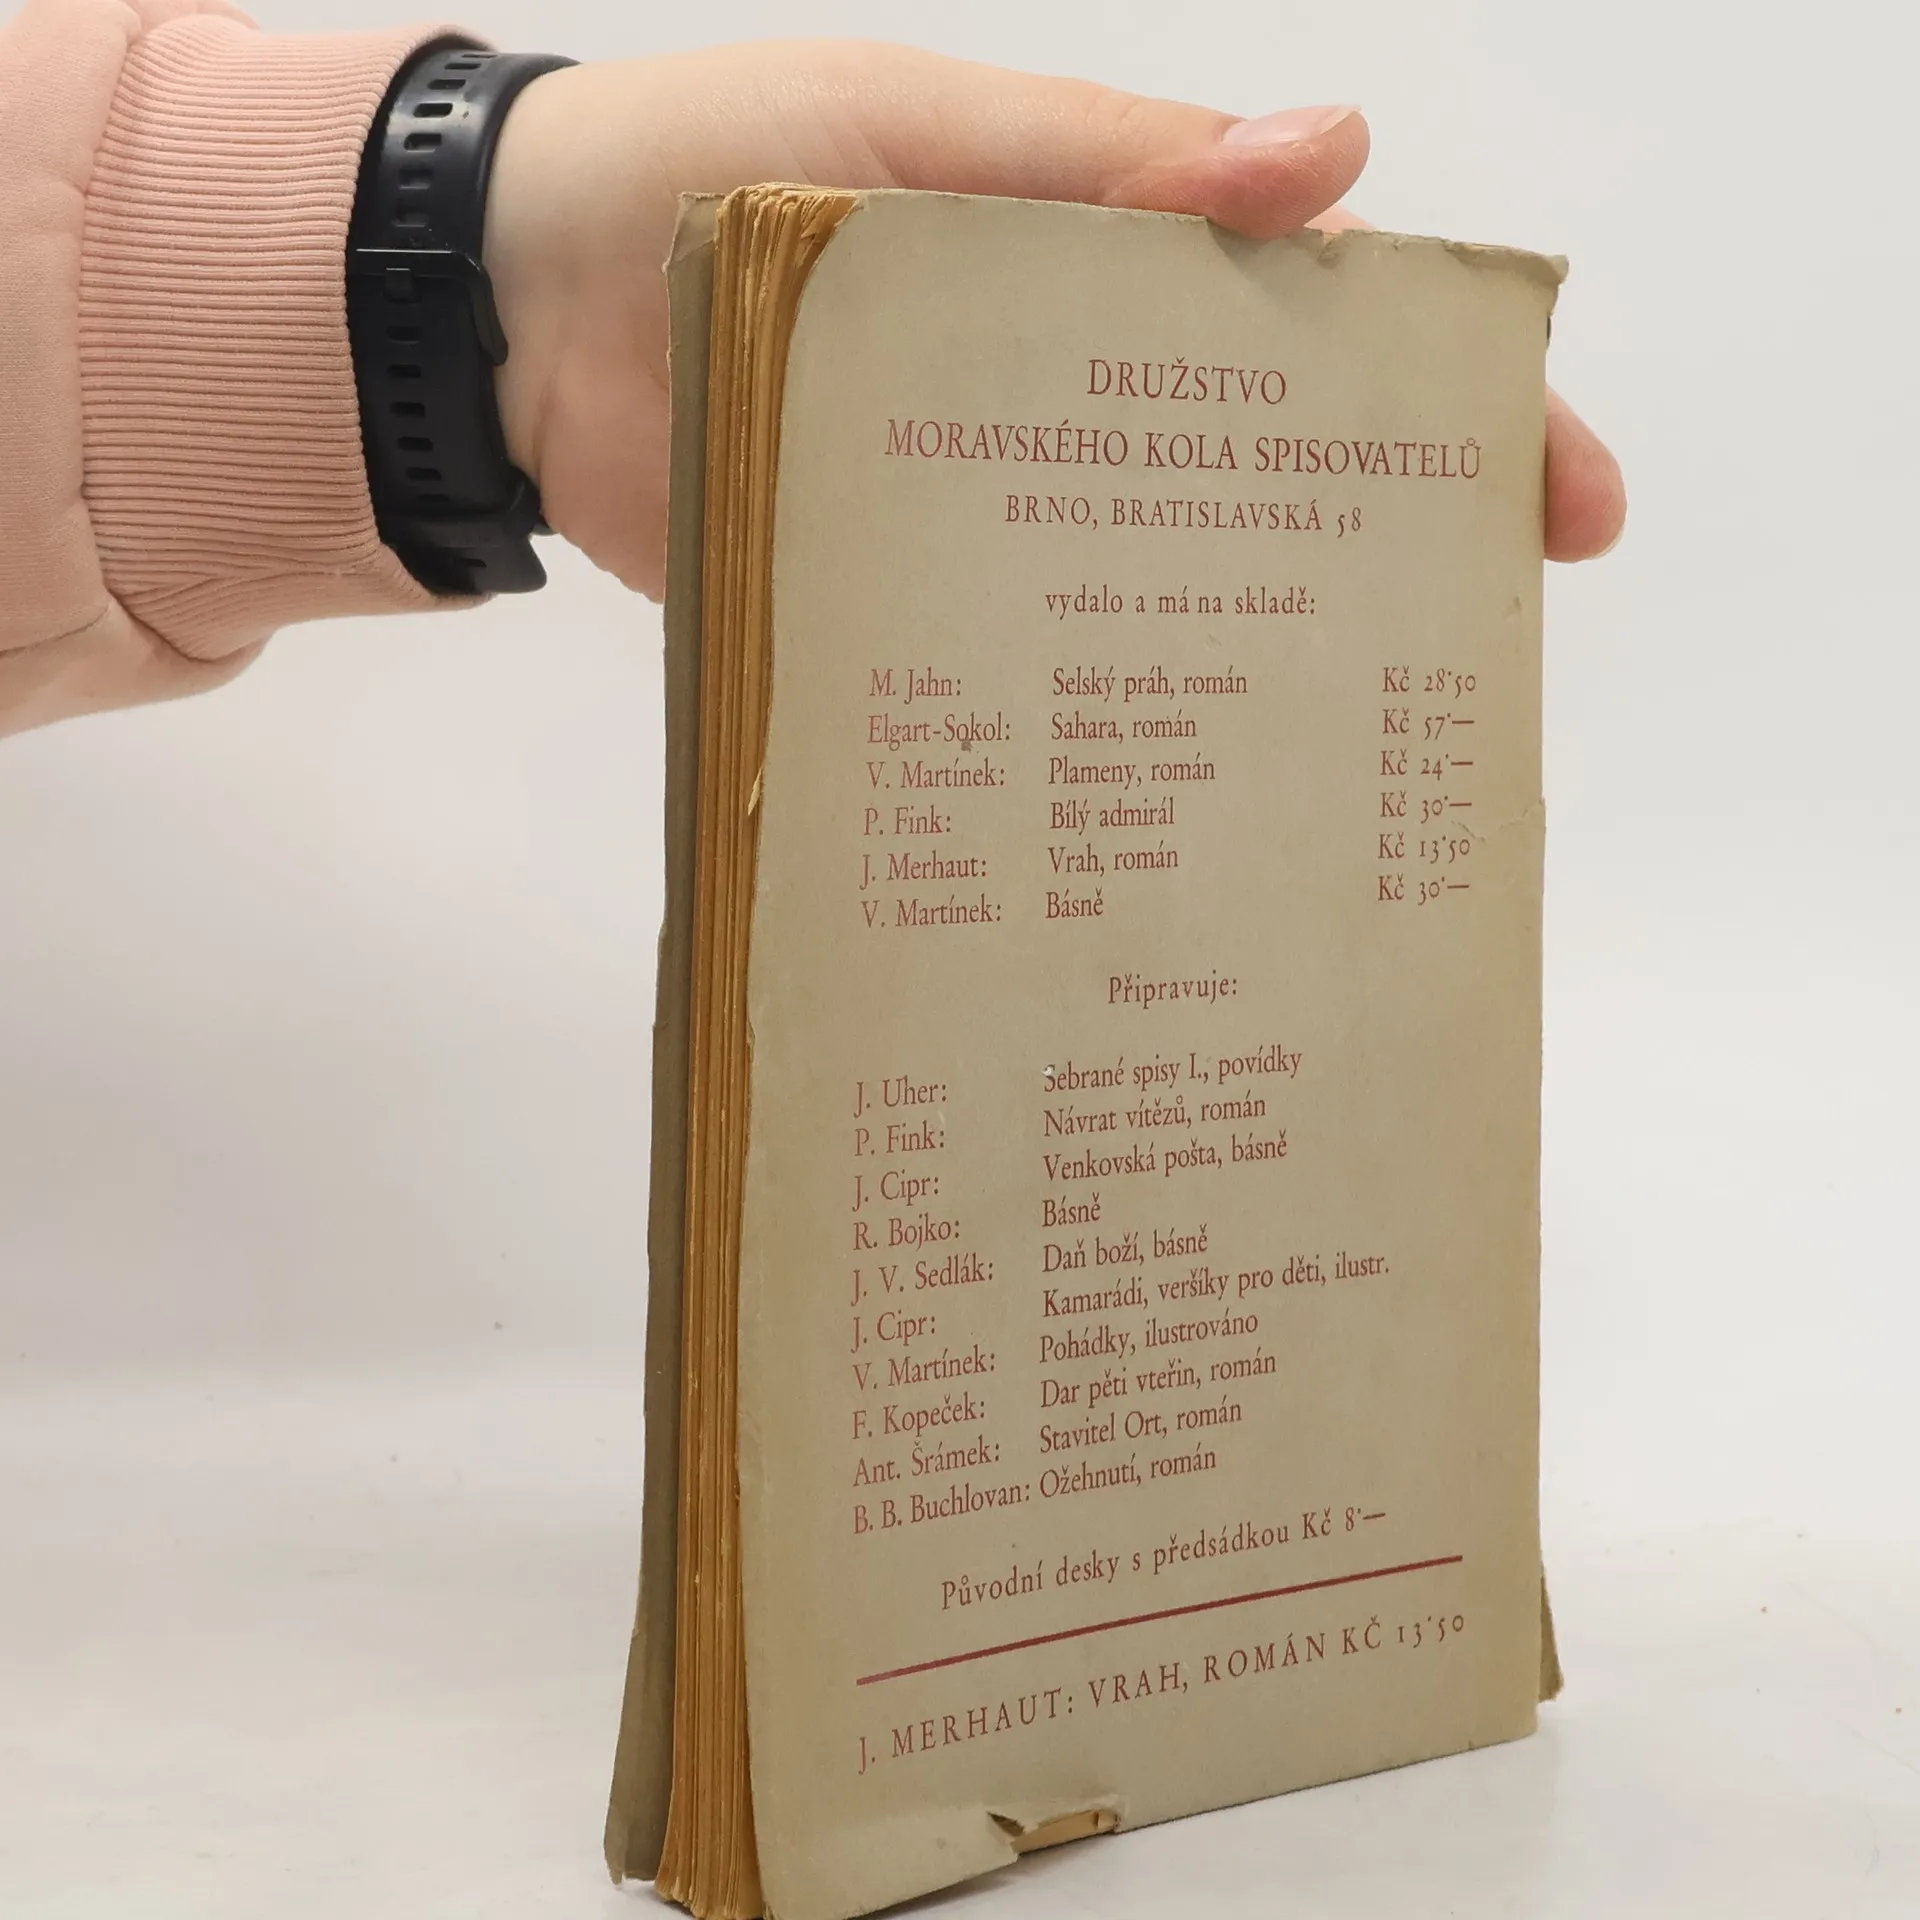 DRUŽSTVO
MORAVSKÉHO KOLA SPISOVATELŮ
BRNO, BRATISLAVSKÁ 58
vydalo a má na skladě:
M. Jahn: Selský práh, román Kč 28·50
Elgart-Sokol: Sahara, román Kč 57·—
V. Martínek: Plameny, román Kč 24·—
P. Fink: Bílý admirál Kč 30·—
J. Merhaut: Vrah, román Kč 13·50
V. Martínek: Básně Kč 30·—
Připravuje:
J. Uher: Sebrané spisy I., povídky
P. Fink: Návrat vítězů, román
J. Cipr: Venkovská pošta, básně
R. Bojko: Básně
J. V. Sedlák: Daň boží, básně
J. Cipr: Kamarádi, veršíky pro děti, ilustr.
V. Martínek: Pohádky, ilustrováno
F. Kopeček: Dar pěti vteřin, román
Ant. Šrámek: Stavitel Ort, román
B. B. Buchlovan: Ožehnutí, román
Původní desky s předsádkou Kč 8·—
J. MERHAUT: VRAH, ROMÁN KČ 13·50